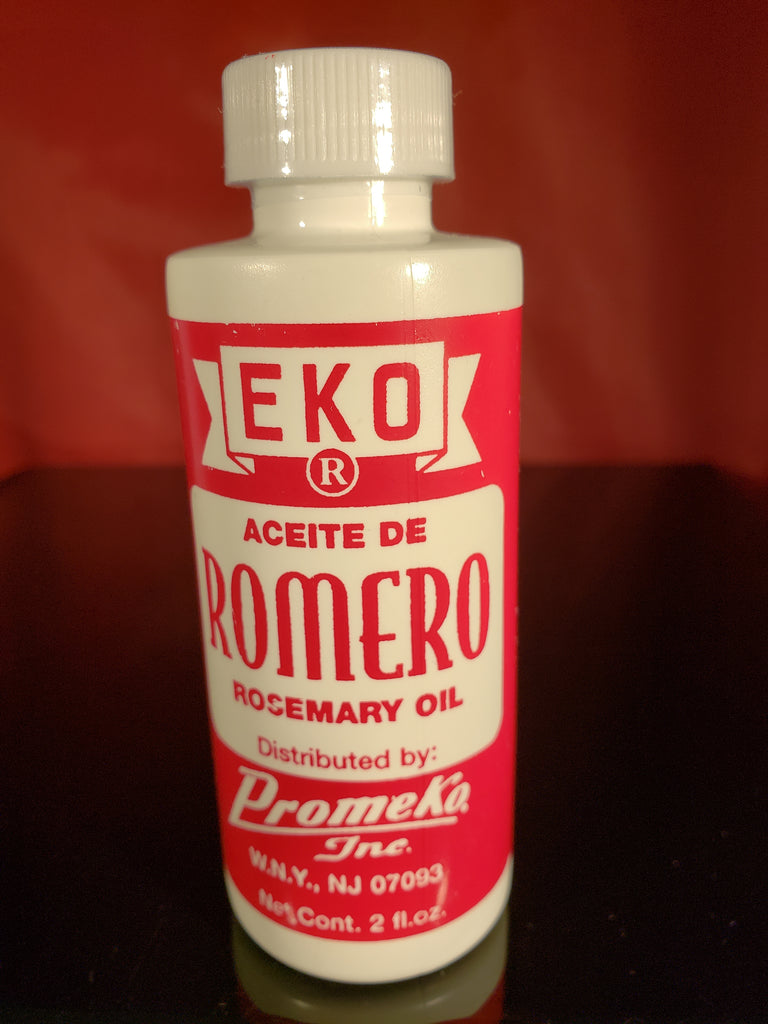 EKO
®
ACEITE DE
ROMERO
ROSEMARY OIL
Distributed by:
Promeko,
Inc.
W.N.Y., NJ 07093
Net Cont. 2 fl.oz.